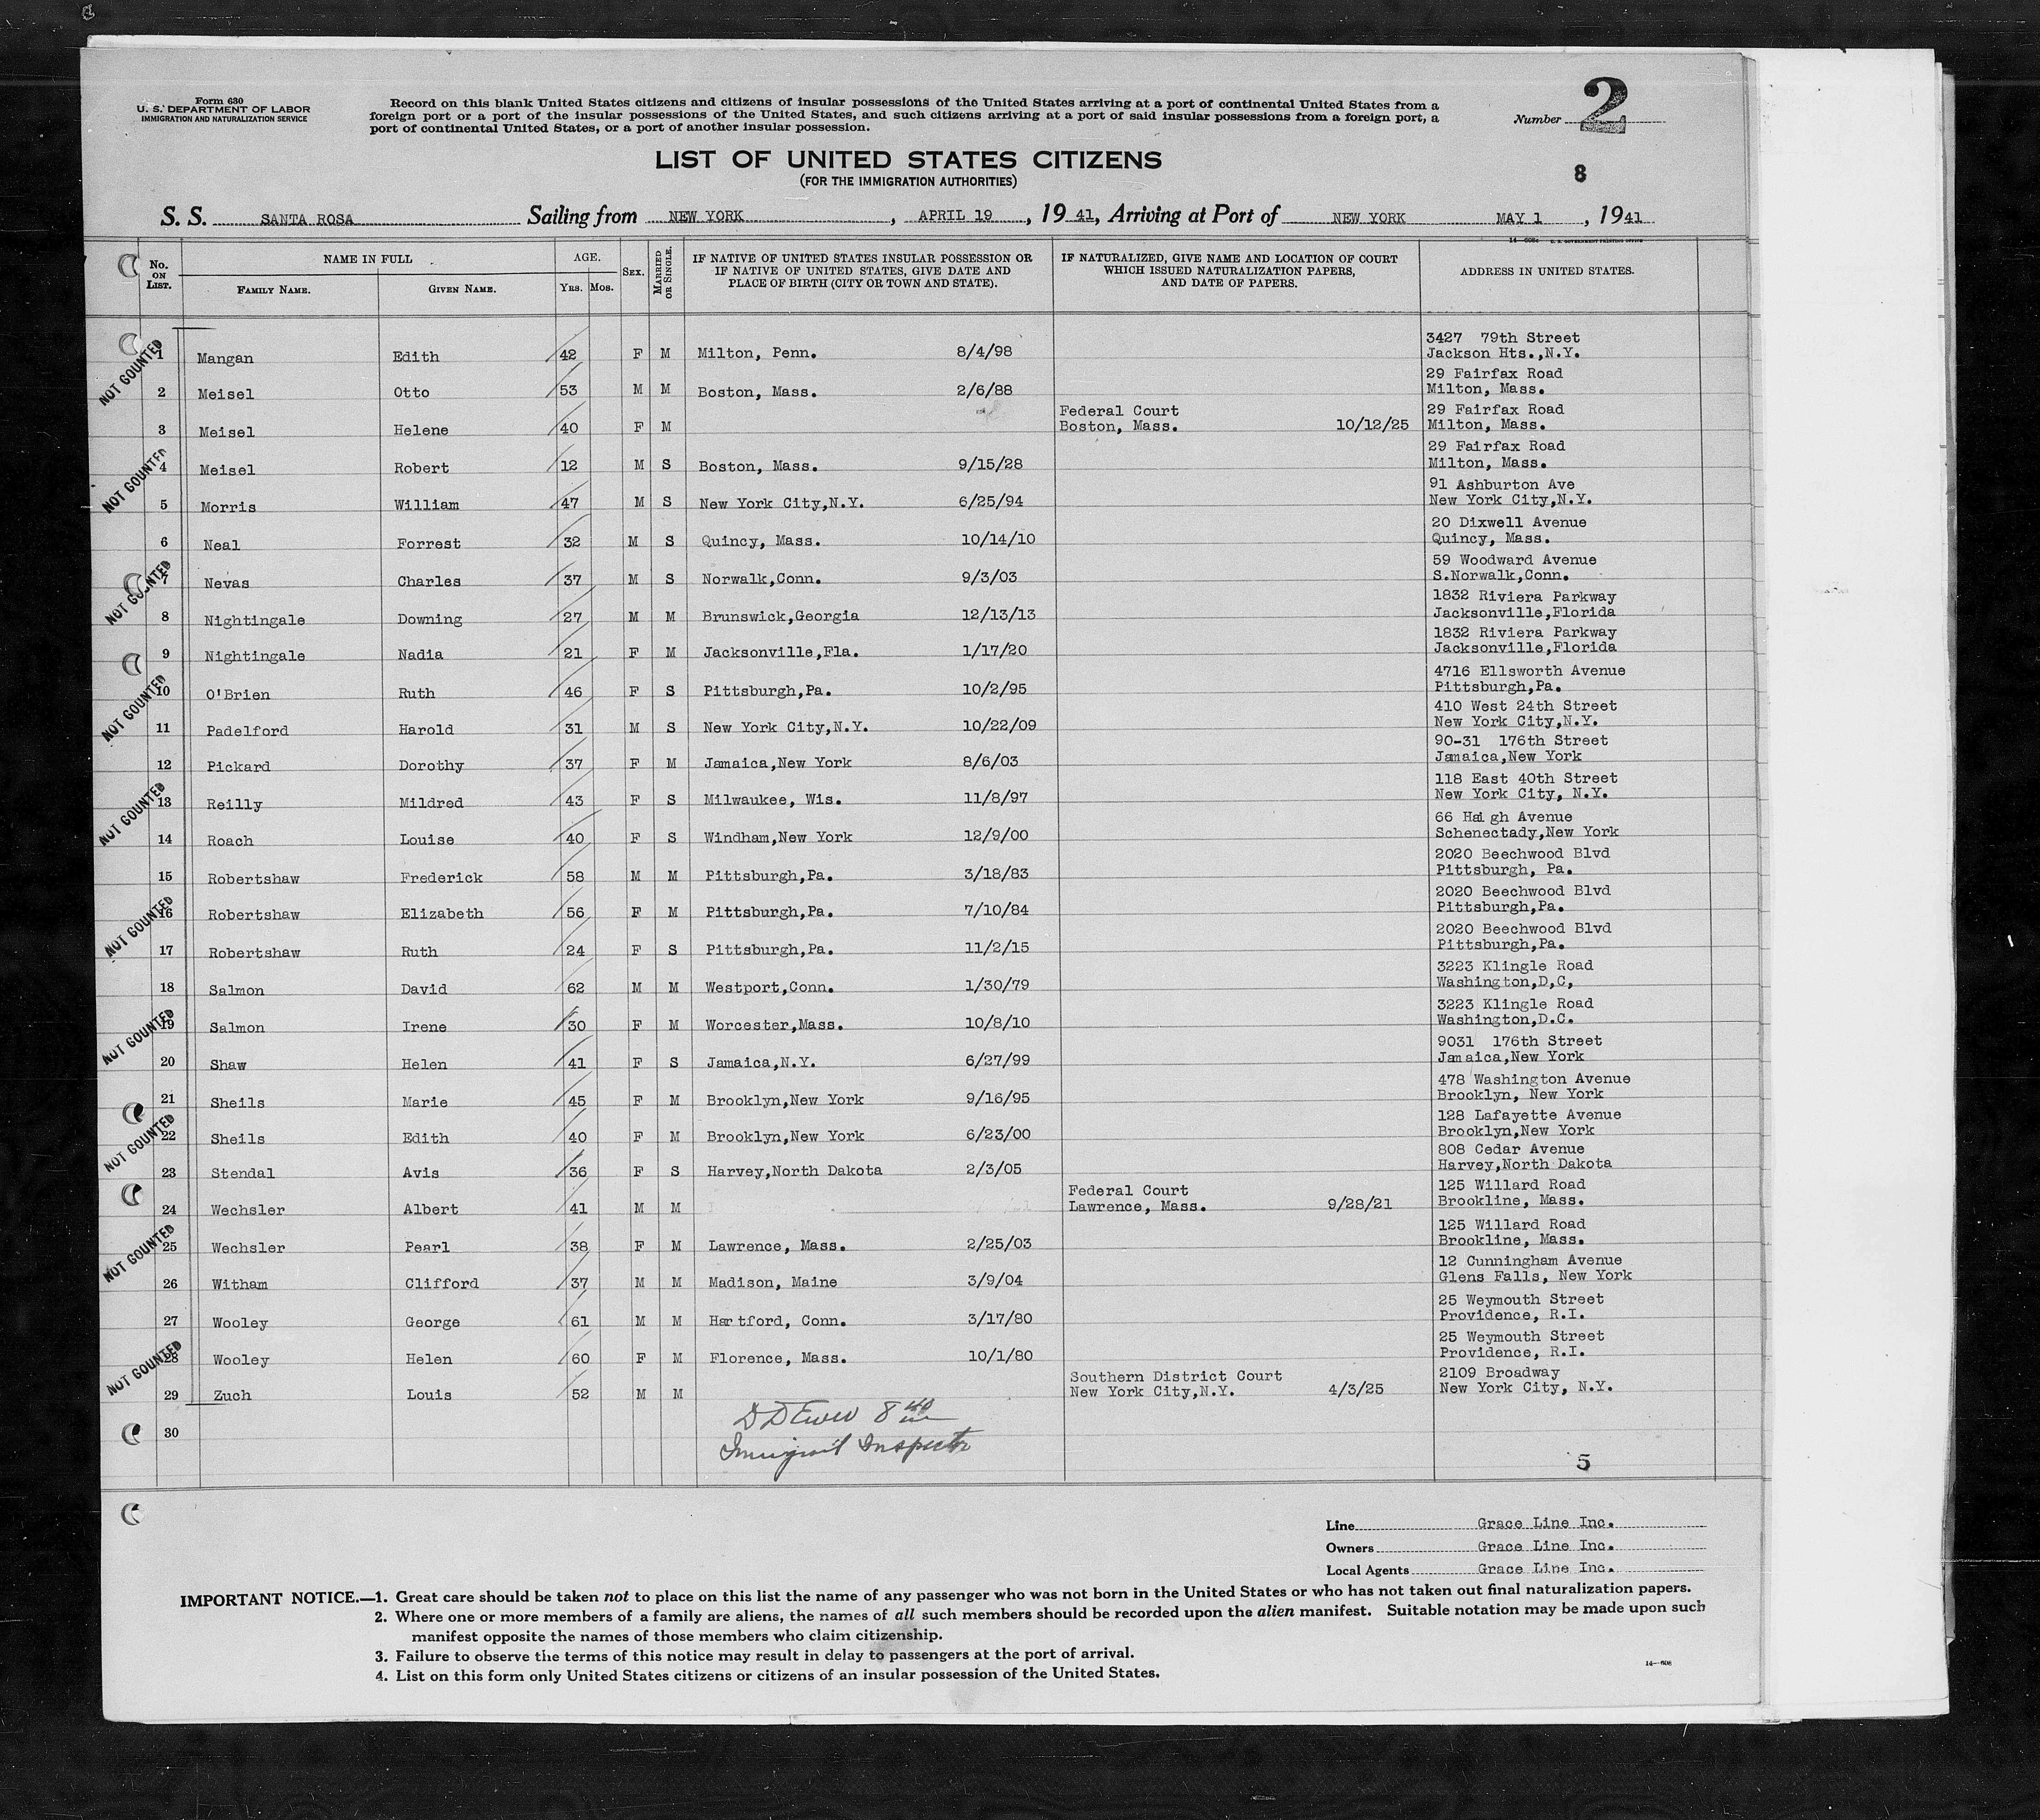 Form 630
U. S. DEPARTMENT OF LABOR
IMMIGRATION AND NATURALIZATION SERVICE
Record on this blank United States citizens and citizens of insular possessions of the United States arriving at a port of continental United States from a
foreign port or a port of the insular possessions of the United States, and such citizens arriving at a port of said insular possessions from a foreign port, a
port of continental United States, or a port of another insular possession.
Number 2
LIST OF UNITED STATES CITIZENS
(FOR THE IMMIGRATION AUTHORITIES)
8
S. S. SANTA ROSA Sailing from NEW YORK, APRIL 19, 19 41, Arriving at Port of NEW YORK MAY 1, 1941
14—608c U. S. GOVERNMENT PRINTING OFFICE
No. ON LIST. NAME IN FULL FAMILY NAME. GIVEN NAME. AGE. Yrs. Mos. SEX. MARRIED OR SINGLE. IF NATIVE OF UNITED STATES INSULAR POSSESSION OR IF NATIVE OF UNITED STATES, GIVE DATE AND PLACE OF BIRTH (CITY OR TOWN AND STATE). IF NATURALIZED, GIVE NAME AND LOCATION OF COURT WHICH ISSUED NATURALIZATION PAPERS, AND DATE OF PAPERS. ADDRESS IN UNITED STATES.
NOT COUNTED
1 Mangan Edith 42 F M Milton, Penn. 8/4/98 3427 79th Street Jackson Hts.,N.Y.
2 Meisel Otto 53 M M Boston, Mass. 2/6/88 29 Fairfax Road Milton, Mass.
3 Meisel Helene 40 F M Federal Court Boston, Mass. 10/12/25 29 Fairfax Road Milton, Mass.
NOT COUNTED
4 Meisel Robert 12 M S Boston, Mass. 9/15/28 29 Fairfax Road Milton, Mass.
5 Morris William 47 M S New York City,N.Y. 6/25/94 91 Ashburton Ave New York City,N.Y.
6 Neal Forrest 32 M S Quincy, Mass. 10/14/10 20 Dixwell Avenue Quincy, Mass.
NOT COUNTED
7 Nevas Charles 37 M S Norwalk,Conn. 9/3/03 59 Woodward Avenue S.Norwalk,Conn.
8 Nightingale Downing 27 M M Brunswick,Georgia 12/13/13 1832 Riviera Parkway Jacksonville,Florida
9 Nightingale Nadia 21 F M Jacksonville,Fla. 1/17/20 1832 Riviera Parkway Jacksonville,Florida
NOT COUNTED
10 O'Brien Ruth 46 F S Pittsburgh,Pa. 10/2/95 4716 Ellsworth Avenue Pittsburgh,Pa.
11 Padelford Harold 31 M S New York City,N.Y. 10/22/09 410 West 24th Street New York City,N.Y.
12 Pickard Dorothy 37 F M Jamaica,New York 8/6/03 90-31 176th Street Jamaica,New York
NOT COUNTED
13 Reilly Mildred 43 F S Milwaukee, Wis. 11/8/97 118 East 40th Street New York City, N.Y.
14 Roach Louise 40 F S Windham,New York 12/9/00 66 Haigh Avenue Schenectady,New York
15 Robertshaw Frederick 58 M M Pittsburgh,Pa. 3/18/83 2020 Beechwood Blvd Pittsburgh, Pa.
NOT COUNTED
16 Robertshaw Elizabeth 56 F M Pittsburgh,Pa. 7/10/84 2020 Beechwood Blvd Pittsburgh,Pa.
17 Robertshaw Ruth 24 F S Pittsburgh,Pa. 11/2/15 2020 Beechwood Blvd Pittsburgh,Pa.
18 Salmon David 62 M M Westport,Conn. 1/30/79 3223 Klingle Road Washington,D,C,
NOT COUNTED
19 Salmon Irene 30 F M Worcester,Mass. 10/8/10 3223 Klingle Road Washington,D.C.
20 Shaw Helen 41 F S Jamaica,N.Y. 6/27/99 9031 176th Street Jamaica,New York
21 Sheils Marie 45 F M Brooklyn,New York 9/16/95 478 Washington Avenue Brooklyn, New York
NOT COUNTED
22 Sheils Edith 40 F M Brooklyn,New York 6/23/00 128 Lafayette Avenue Brooklyn,New York
23 Stendal Avis 36 F S Harvey,North Dakota 2/3/05 808 Cedar Avenue Harvey,North Dakota
24 Wechsler Albert 41 M M Federal Court Lawrence, Mass. 9/28/21 125 Willard Road Brookline, Mass.
NOT COUNTED
25 Wechsler Pearl 38 F M Lawrence, Mass. 2/25/03 125 Willard Road Brookline, Mass.
26 Witham Clifford 37 M M Madison, Maine 3/9/04 12 Cunningham Avenue Glens Falls, New York
27 Wooley George 61 M M Hartford, Conn. 3/17/80 25 Weymouth Street Providence, R.I.
NOT COUNTED
28 Wooley Helen 60 F M Florence, Mass. 10/1/80 25 Weymouth Street Providence, R.I.
29 Zuch Louis 52 M M Southern District Court New York City,N.Y. 4/3/25 2109 Broadway New York City, N.Y.
30
Inspector
5
Line Grace Line Inc.
Owners Grace Line Inc.
Local Agents Grace Line Inc.
IMPORTANT NOTICE.—1. Great care should be taken not to place on this list the name of any passenger who was not born in the United States or who has not taken out final naturalization papers.
2. Where one or more members of a family are aliens, the names of all such members should be recorded upon the alien manifest. Suitable notation may be made upon such
manifest opposite the names of those members who claim citizenship.
3. Failure to observe the terms of this notice may result in delay to passengers at the port of arrival.
4. List on this form only United States citizens or citizens of an insular possession of the United States.
14—608